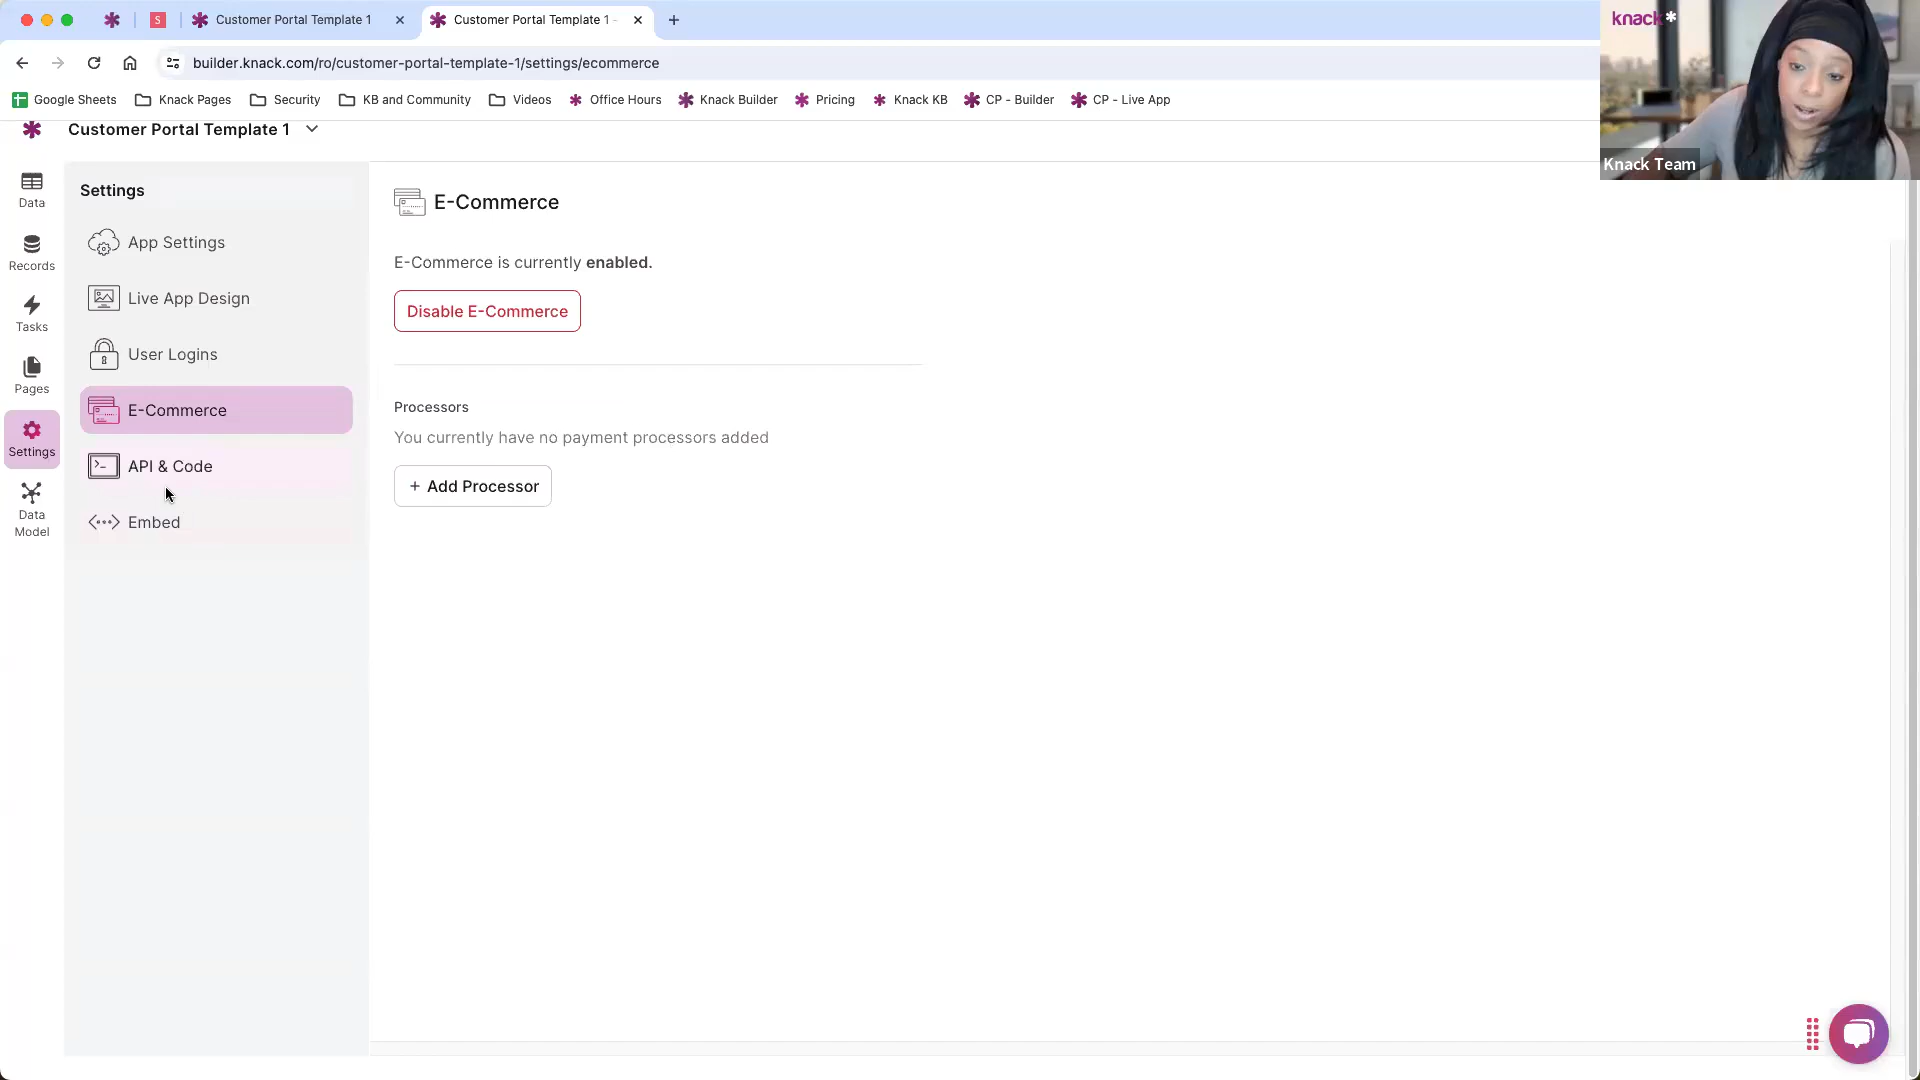 S
Customer Portal Template 1
Customer Portal Template 1 -
builder.knack.com/ro/customer-portal-template-1/settings/ecommerce
Google Sheets
Knack Pages
Security
KB and Community
Videos
Office Hours
Knack Builder
Pricing
Knack KB
CP - Builder
CP - Live App
knack*
Knack Team
Customer Portal Template 1
Data
Records
Tasks
Pages
Settings
Data
Model
Settings
App Settings
Live App Design
User Logins
E-Commerce
API & Code
Embed
E-Commerce
E-Commerce is currently enabled.
Disable E-Commerce
Processors
You currently have no payment processors added
+ Add Processor